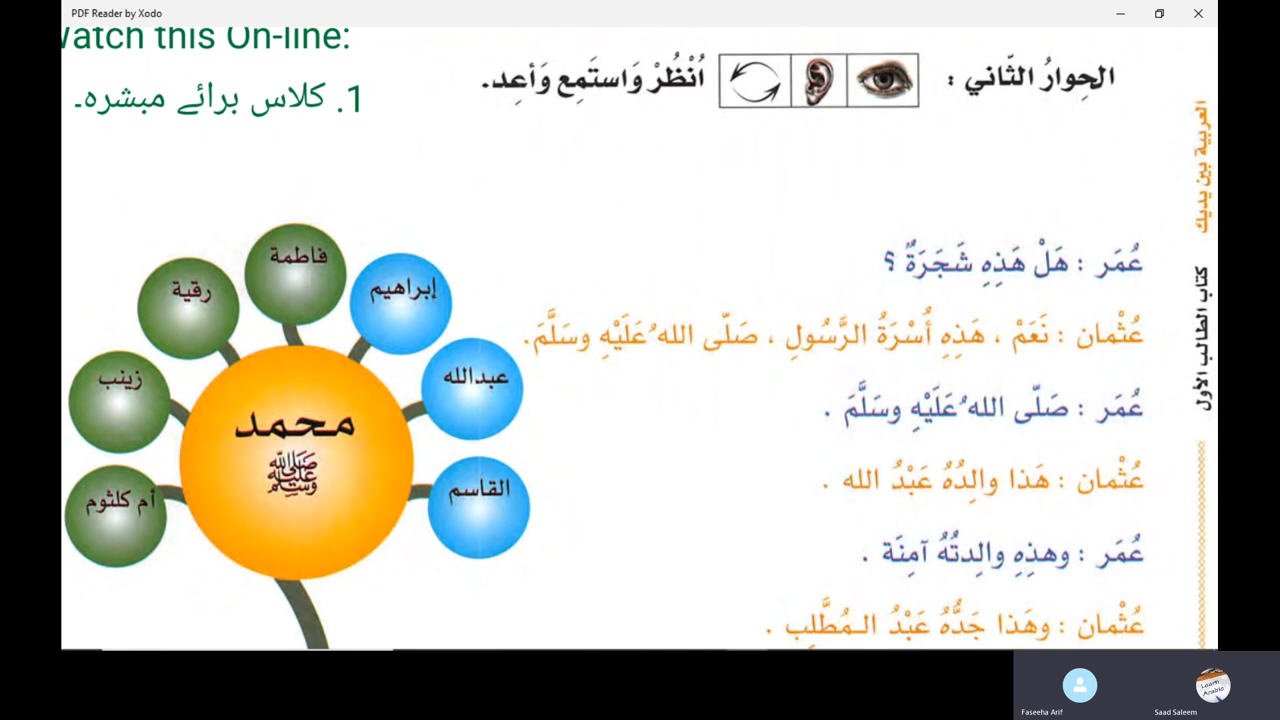 PDF Reader by Xodo
Watch this On-line:
1. کلاس برائے مبشرہ۔
الحِوارُ الثّاني :
اُنْظُرْ وَاستَمِع وَأعِد.
العربية بين يديك
كتاب الطالب الأول
عُمَر : هَلْ هَذِهِ شَجَرَةٌ ؟
عُثْمان : نَعَمْ ، هَذِهِ أُسْرَةُ الرَّسُولِ ، صَلّى اللهُ عَلَيْهِ وسَلَّمَ.
عُمَر : صَلّى اللهُ عَلَيْهِ وسَلَّمَ .
عُثْمان : هَذا والِدُهُ عَبْدُ الله .
عُمَر : وهذِهِ والِدتُهُ آمِنَة .
عُثْمان : وهَذا جَدُّهُ عَبْدُ الـمُطَّلِب .
فاطمة
رقية
إبراهيم
زينب
عبدالله
محمد
ﷺ
أم كلثوم
القاسم
Faseeha Arif
Saad Saleem
Learn
Arabic